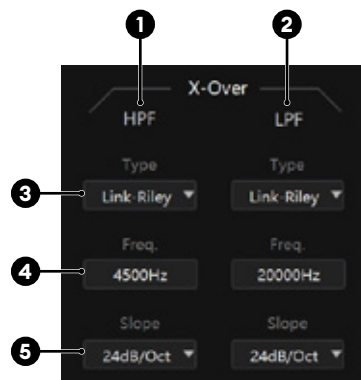 1 2
X-Over
HPF LPF
Type Type
3 Link-Riley Link-Riley
Freq. Freq.
4 4500Hz 20000Hz
Slope Slope
5 24dB/Oct 24dB/Oct